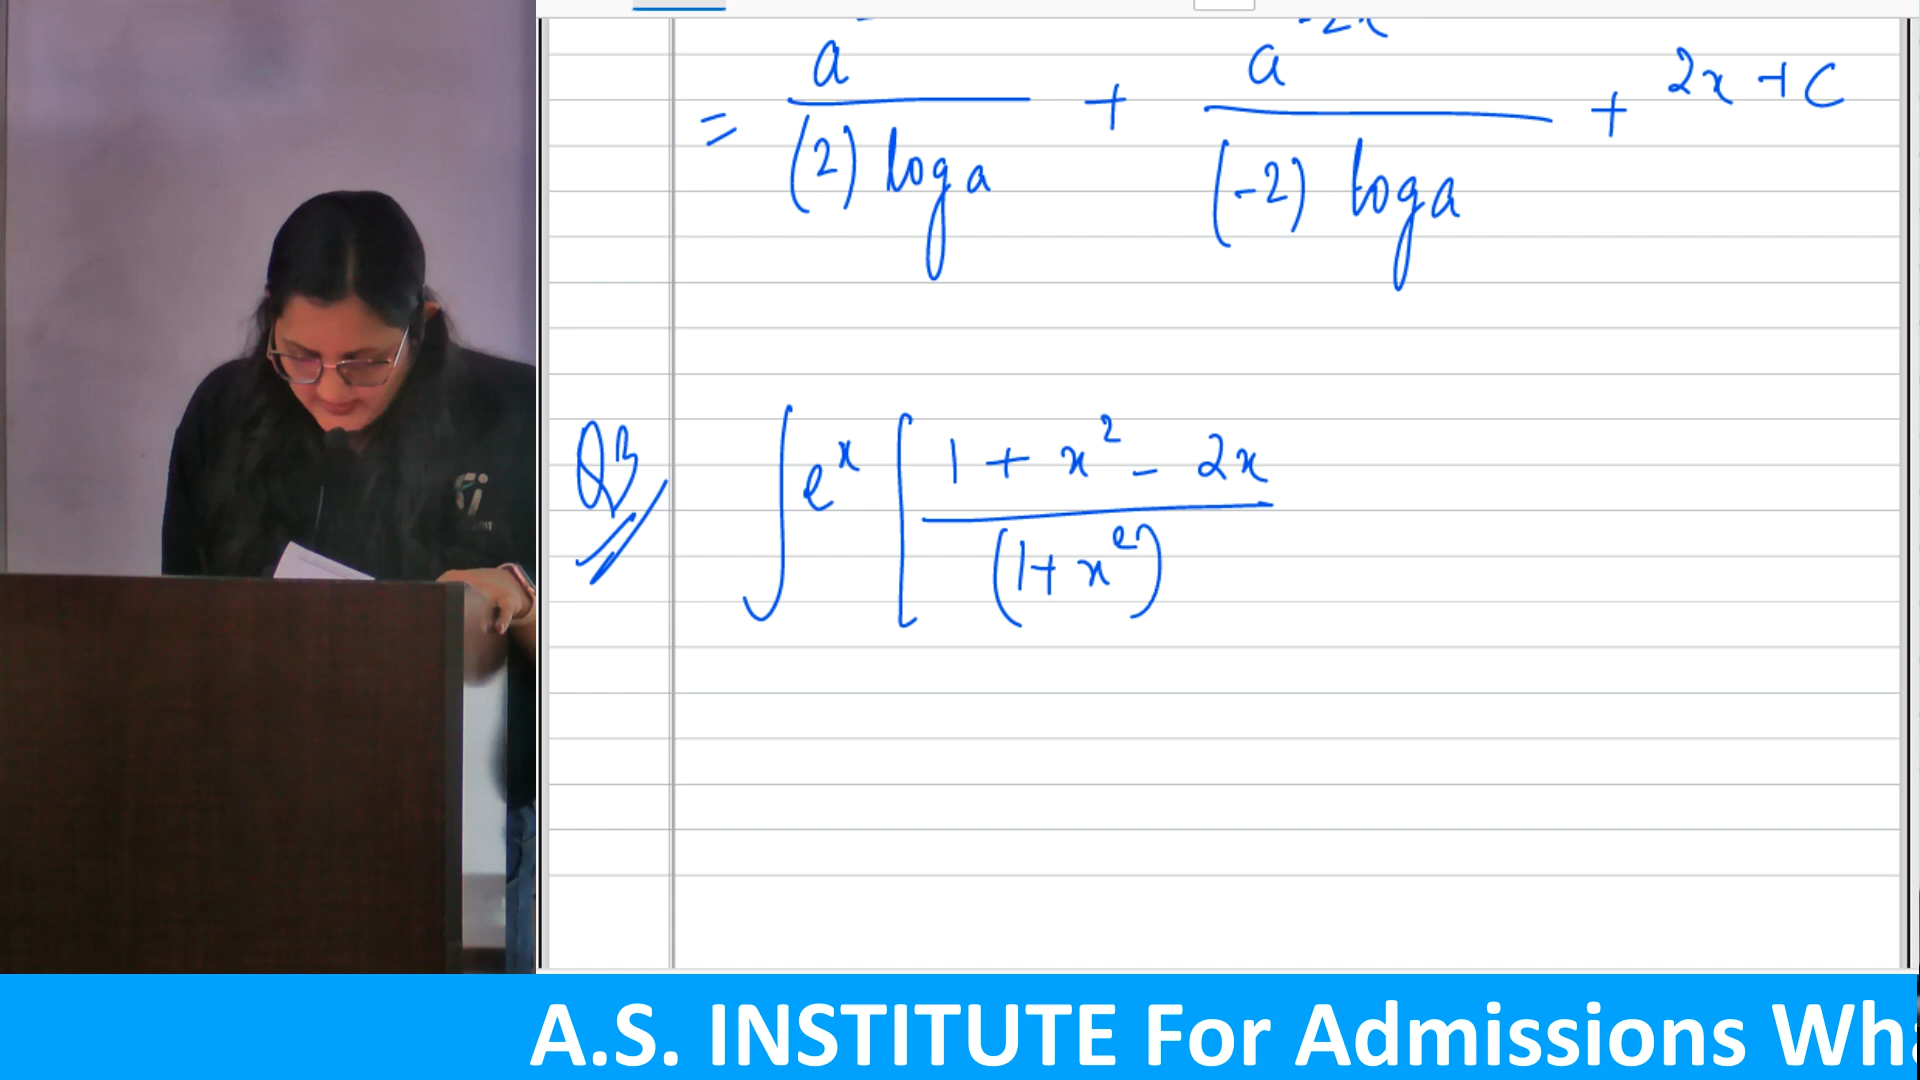 = a / (2) log a + a^-2x / (-2) log a + 2x + C
Q3 ∫ e^x [ 1 + x^2 - 2x / (1 + x^2)
A.S. INSTITUTE For Admissions Wh